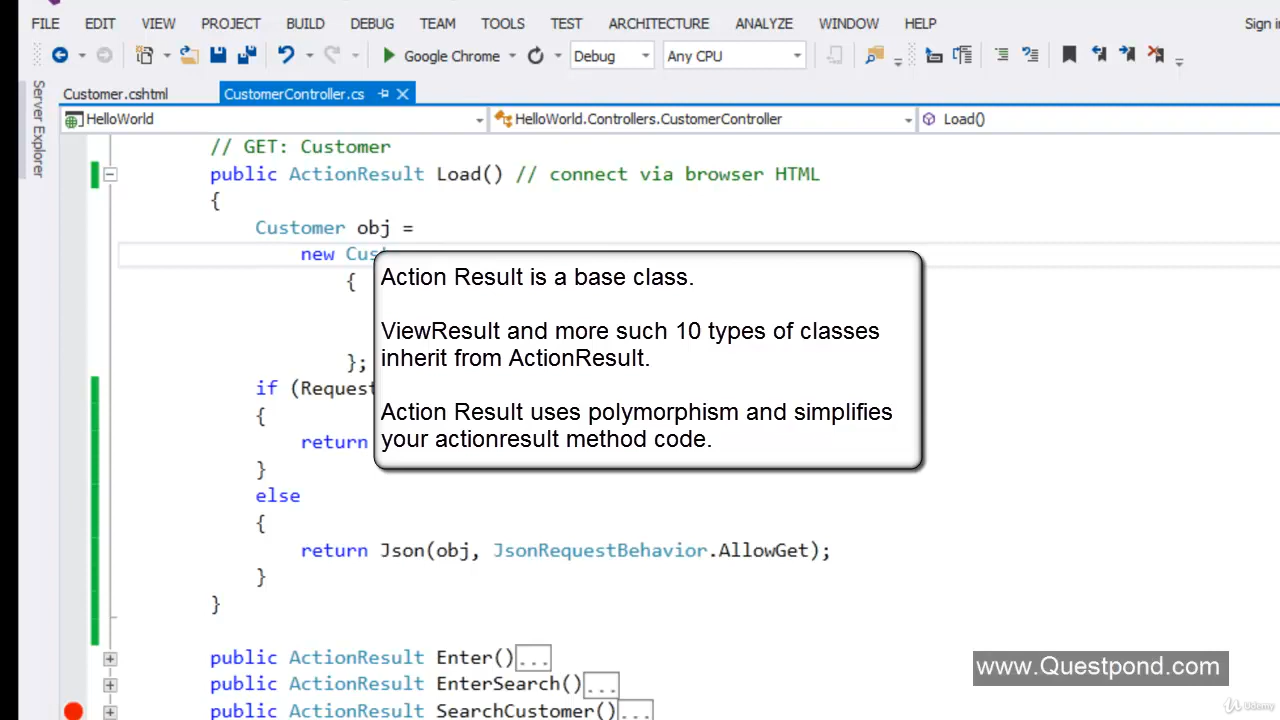 FILE EDIT VIEW PROJECT BUILD DEBUG TEAM TOOLS TEST ARCHITECTURE ANALYZE WINDOW HELP Sign
Google Chrome Debug Any CPU
Server Explorer
Customer.cshtml CustomerController.cs
HelloWorld HelloWorld.Controllers.CustomerController Load()
// GET: Customer
public ActionResult Load() // connect via browser HTML
{
Customer obj =
new Cus
{
};
if (Request
{
return
}
else
{
return Json(obj, JsonRequestBehavior.AllowGet);
}
}
public ActionResult Enter()...
public ActionResult EnterSearch()...
public ActionResult SearchCustomer()...
Action Result is a base class.
ViewResult and more such 10 types of classes
inherit from ActionResult.
Action Result uses polymorphism and simplifies
your actionresult method code.
www.Questpond.com
Udemy